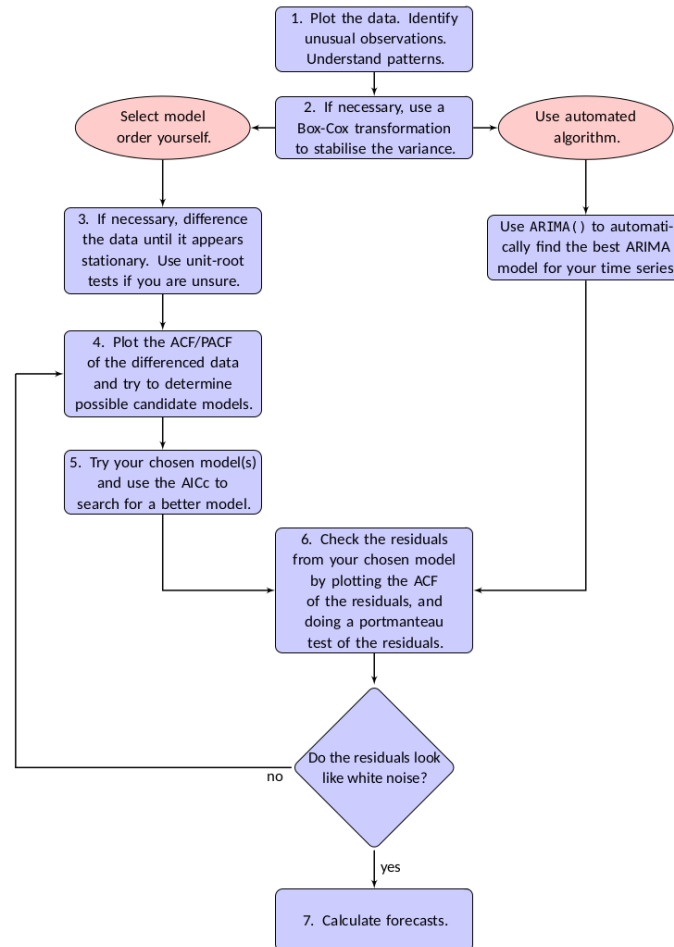 1. Plot the data. Identify
unusual observations.
Understand patterns.
Select model
order yourself.
2. If necessary, use a
Box-Cox transformation
to stabilise the variance.
Use automated
algorithm.
3. If necessary, difference
the data until it appears
stationary. Use unit-root
tests if you are unsure.
Use ARIMA() to automati-
cally find the best ARIMA
model for your time series
4. Plot the ACF/PACF
of the differenced data
and try to determine
possible candidate models.
5. Try your chosen model(s)
and use the AICc to
search for a better model.
6. Check the residuals
from your chosen model
by plotting the ACF
of the residuals, and
doing a portmanteau
test of the residuals.
Do the residuals look
like white noise?
no
yes
7. Calculate forecasts.